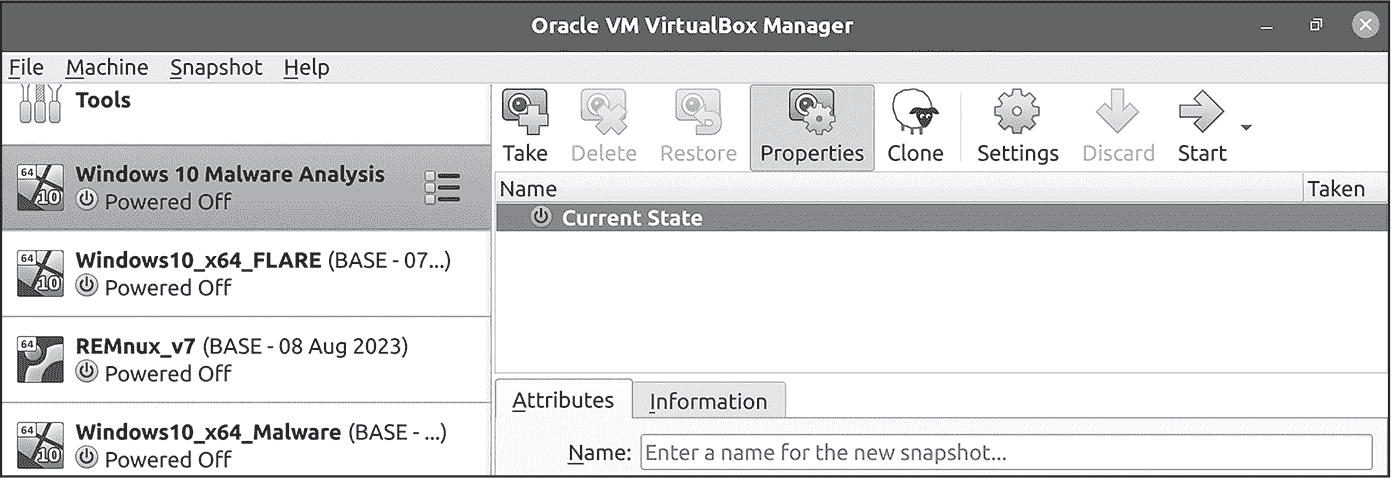 Oracle VM VirtualBox Manager
File Machine Snapshot Help
Tools
64
10
Windows 10 Malware Analysis
Powered Off
64
10
Windows10_x64_FLARE (BASE - 07...)
Powered Off
64
REMnux_v7 (BASE - 08 Aug 2023)
Powered Off
64
10
Windows10_x64_Malware (BASE - ...)
Powered Off
Take Delete Restore Properties Clone Settings Discard Start
Name Taken
Current State
Attributes Information
Name: Enter a name for the new snapshot...